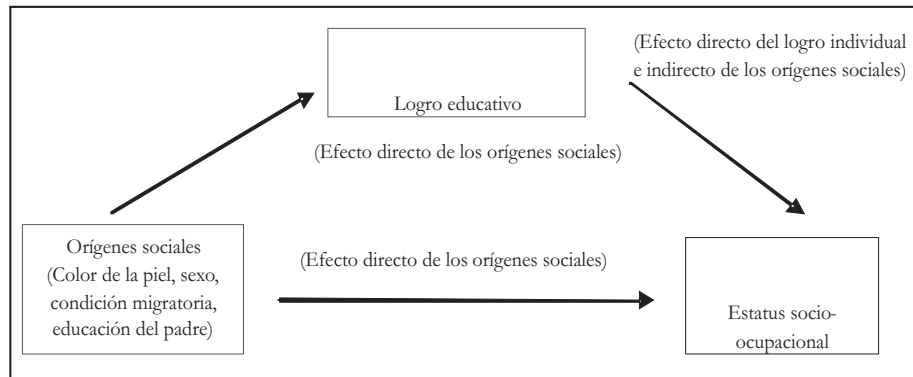 (Efecto directo del logro individual
e indirecto de los orígenes sociales)
Logro educativo
(Efecto directo de los orígenes sociales)
Orígenes sociales
(Color de la piel, sexo,
condición migratoria,
educación del padre)
(Efecto directo de los orígenes sociales)
Estatus socio-
ocupacional